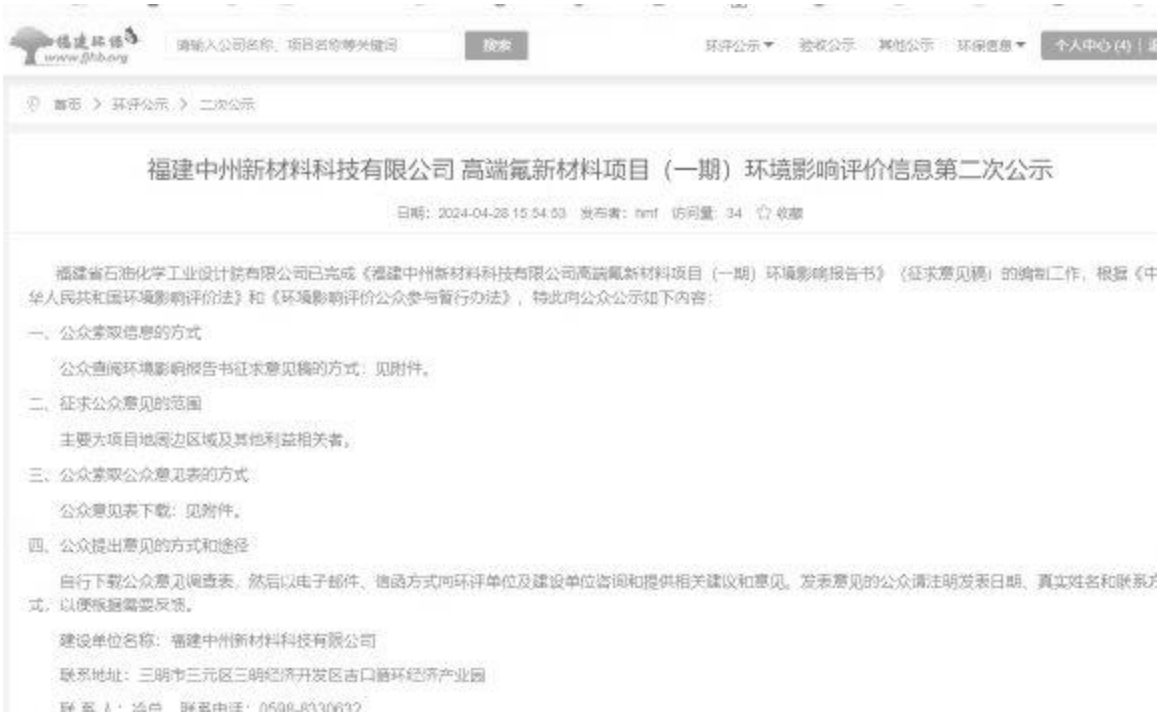 福建环保
www.fjhb.org
请输入公司名称、项目名称等关键词
搜索
环评公示 验收公示 其他公示 环保信息 个人中心 (4)
首页 > 环评公示 > 二次公示
福建中州新材料科技有限公司 高端氟新材料项目（一期）环境影响评价信息第二次公示
日期：2024-04-28 15:54:53 发布者：hmf 访问量：34 收藏
福建省石油化学工业设计院有限公司已完成《福建中州新材料科技有限公司高端氟新材料项目（一期）环境影响报告书》（征求意见稿）的编制工作，根据《中
华人民共和国环境影响评价法》和《环境影响评价公众参与暂行办法》，特此向公众公示如下内容：
一、公众索取信息的方式
公众查阅环境影响报告书征求意见稿的方式：见附件。
二、征求公众意见的范围
主要为项目地周边区域及其他利益相关者。
三、公众索取公众意见表的方式
公众意见表下载：见附件。
四、公众提出意见的方式和途径
自行下载公众意见调查表，然后以电子邮件、信函方式向环评单位及建设单位咨询和提供相关建议和意见。发表意见的公众请注明发表日期、真实姓名和联系方
式，以便根据需要反馈。
建设单位名称：福建中州新材料科技有限公司
联系地址：三明市三元区三明经济开发区吉口循环经济产业园
联 系 人：冷总 联系电话：0598-8330632